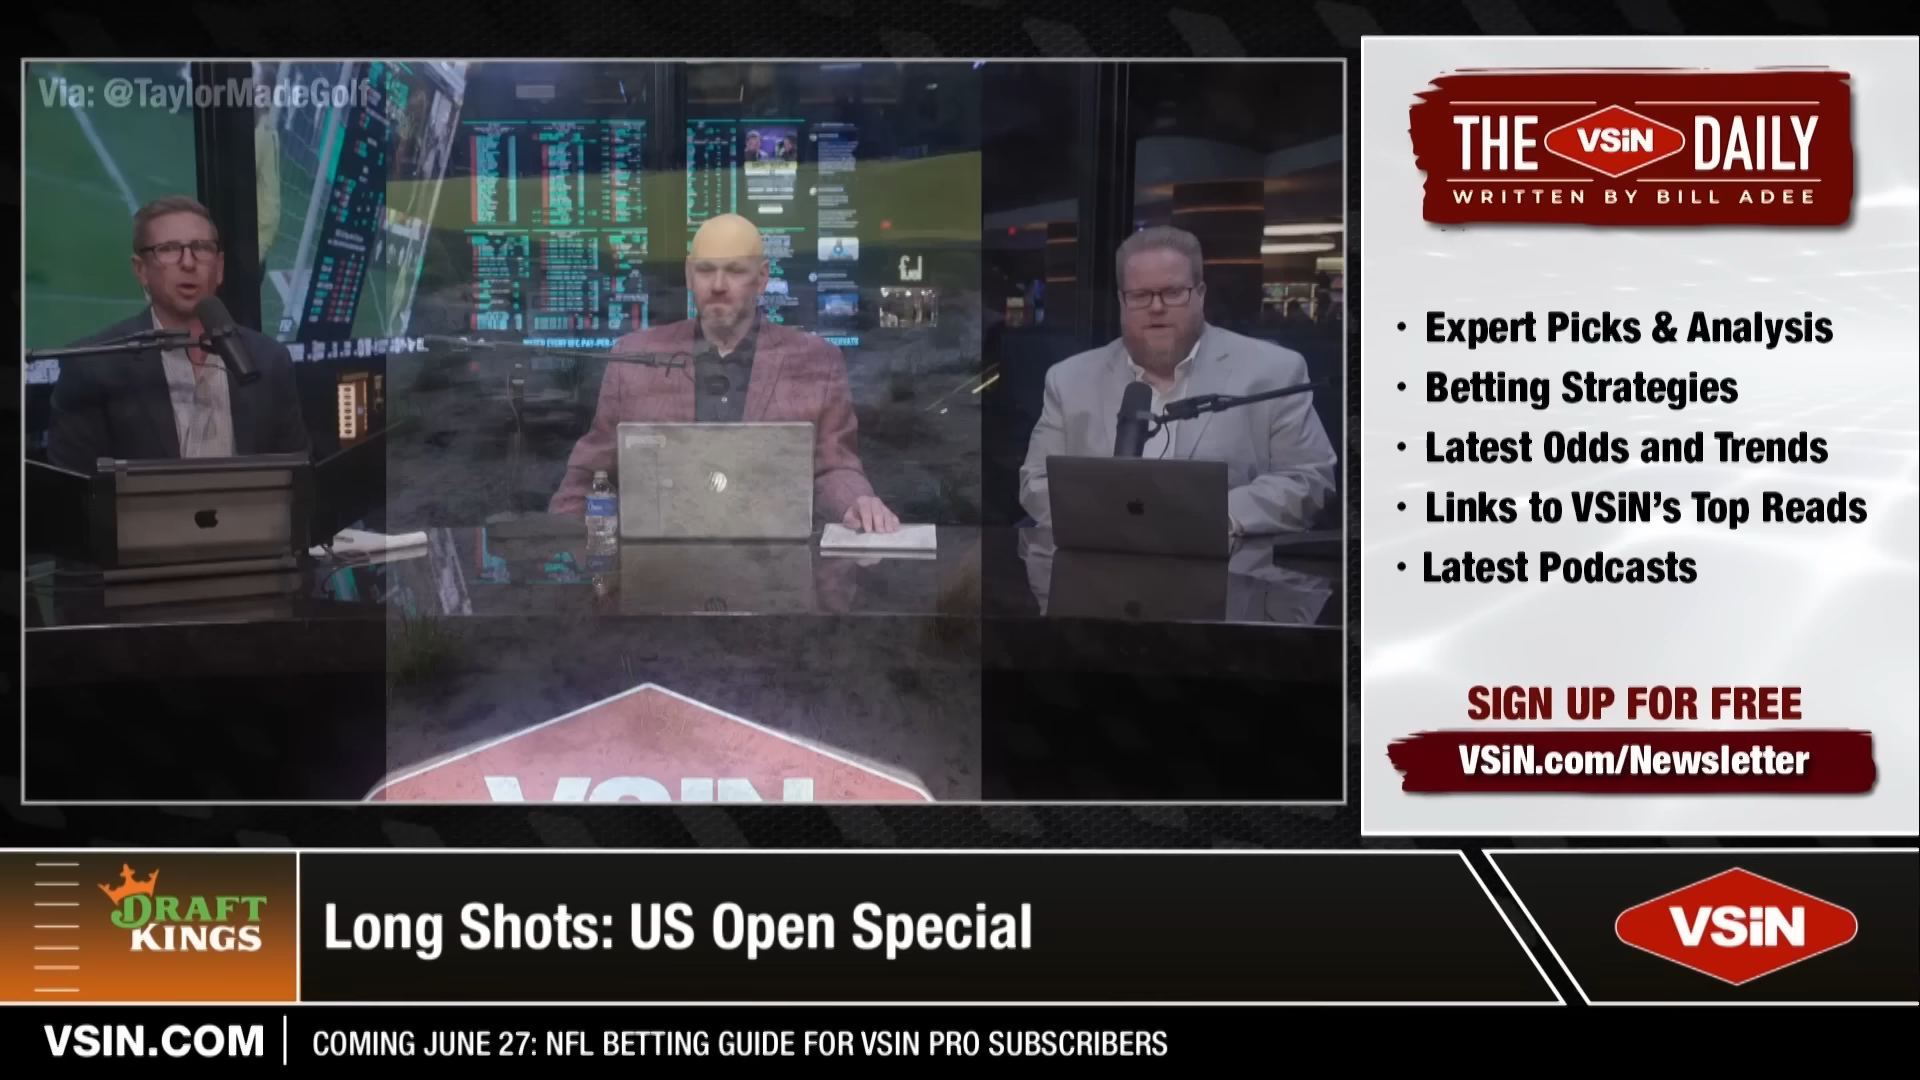 Via: @TaylorMadeGolf
THE VSiN DAILY
WRITTEN BY BILL ADEE
• Expert Picks & Analysis
• Betting Strategies
• Latest Odds and Trends
• Links to VSiN’s Top Reads
• Latest Podcasts
SIGN UP FOR FREE
VSiN.com/Newsletter
hp
VSiN
DRAFT
KINGS
Long Shots: US Open Special
VSiN
VSIN.COM
COMING JUNE 27: NFL BETTING GUIDE FOR VSIN PRO SUBSCRIBERS